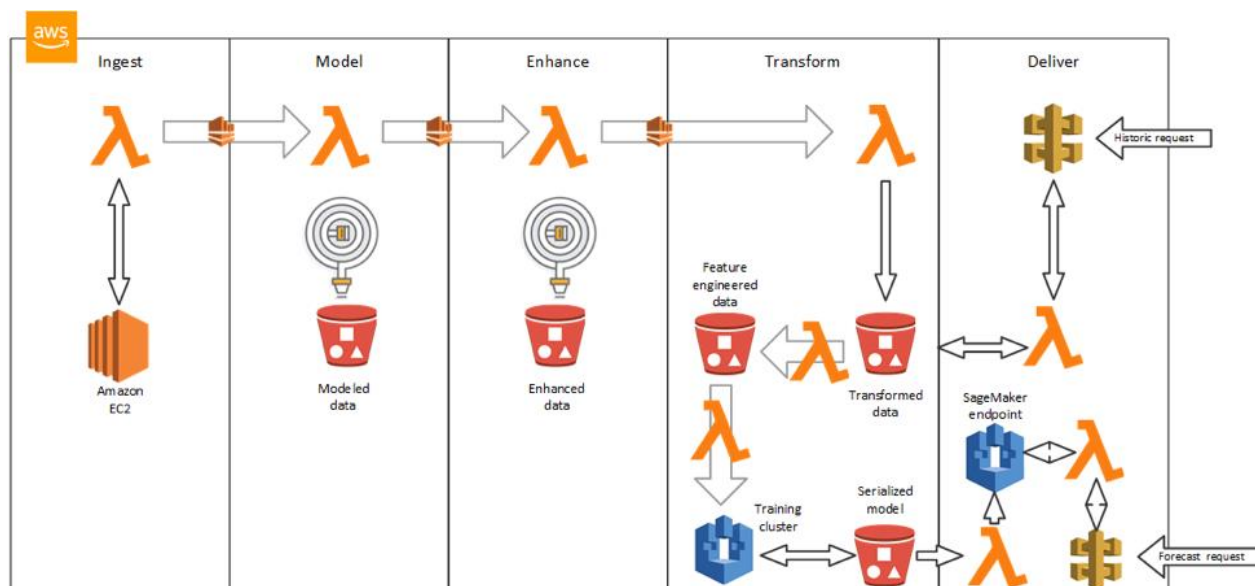 aws
Ingest
Model
Enhance
Transform
Deliver
Historic request
Feature
engineered
data
Amazon
EC2
Modeled
data
Enhanced
data
Transformed
data
SageMaker
endpoint
Training
cluster
Serialized
model
Forecast request